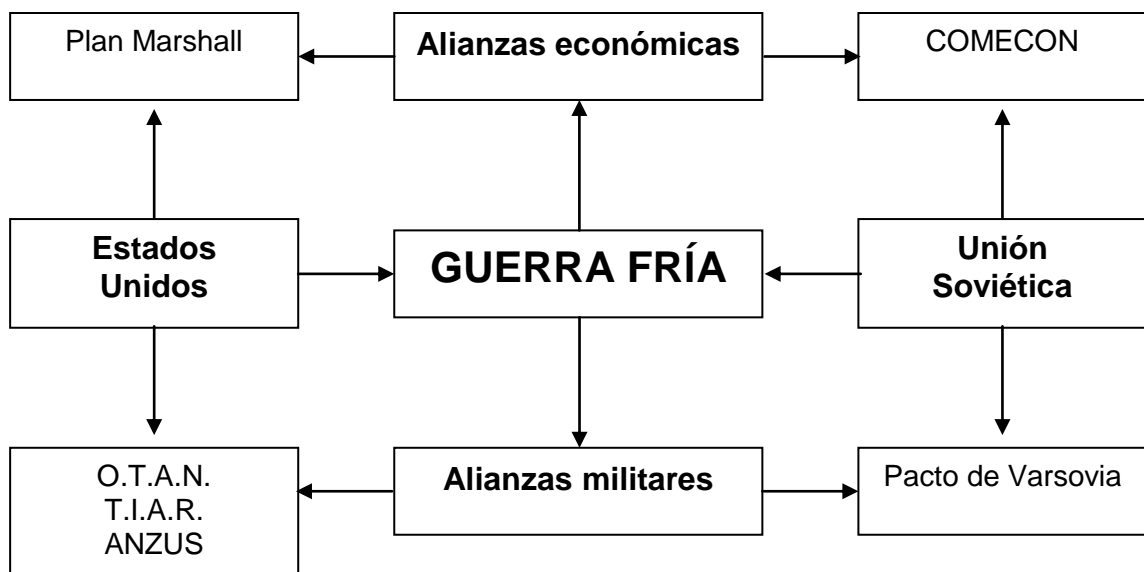 Plan Marshall
Alianzas económicas
COMECON
Estados
Unidos
GUERRA FRÍA
Unión
Soviética
O.T.A.N.
T.I.A.R.
ANZUS
Alianzas militares
Pacto de Varsovia